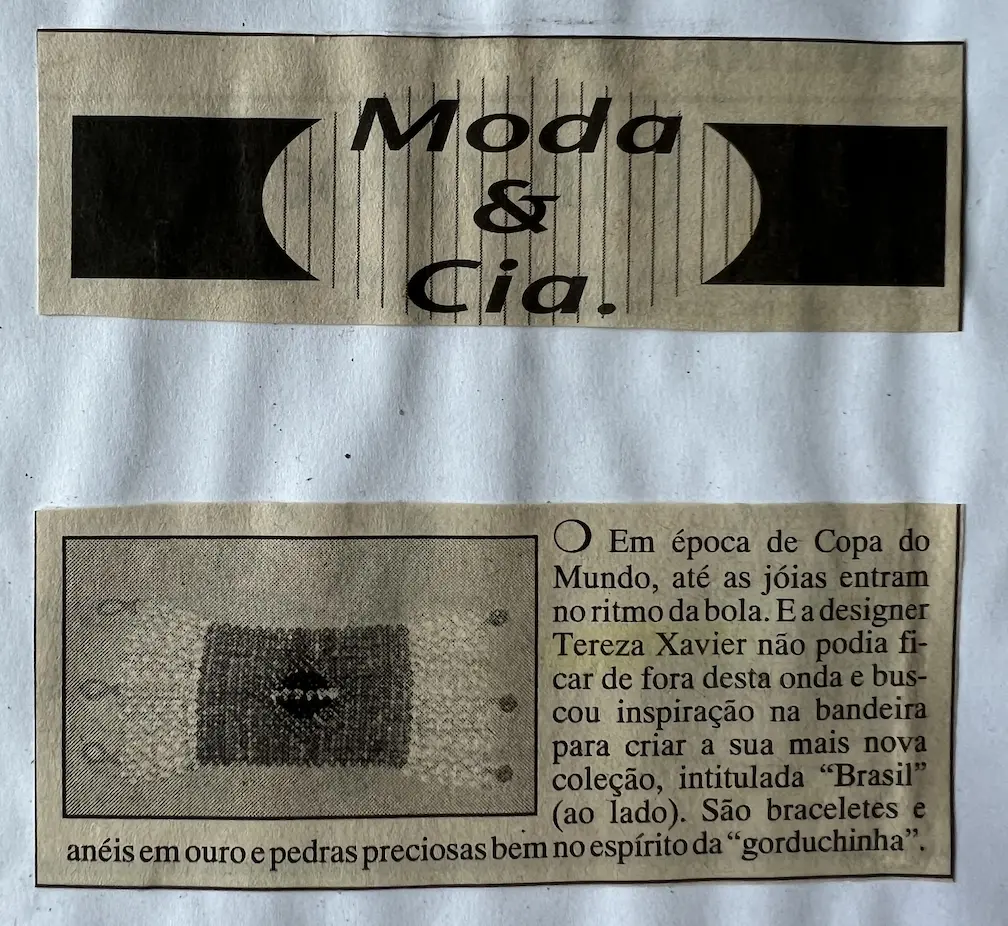 Moda
&
Cia.
Em época de Copa do
Mundo, até as jóias entram
no ritmo da bola. E a designer
Tereza Xavier não podia fi-
car de fora desta onda e bus-
cou inspiração na bandeira
para criar a sua mais nova
coleção, intitulada “Brasil”
(ao lado). São braceletes e
anéis em ouro e pedras preciosas bem no espírito da “gorduchinha”.